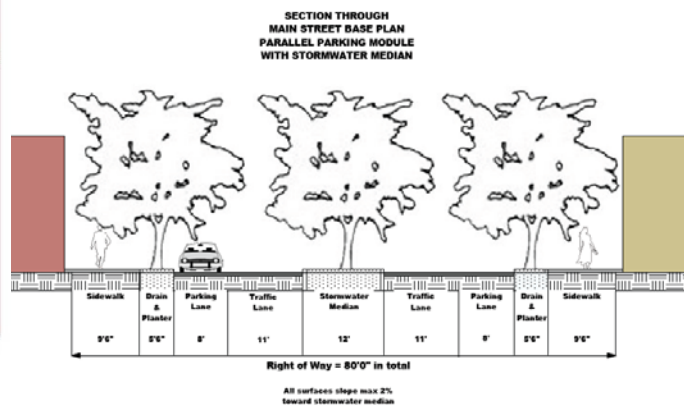 SECTION THROUGH
MAIN STREET BASE PLAN
PARALLEL PARKING MODULE
WITH STORMWATER MEDIAN
Sidewalk
Drain
&
Planter
Parking
Lane
Traffic
Lane
Stormwater
Median
Traffic
Lane
Parking
Lane
Drain
&
Planter
Sidewalk
9'6" 5'6" 8' 11' 12' 11' 8' 5'6" 9'6"
Right of Way = 80'0" in total
All surfaces slope max 2%
toward stormwater median